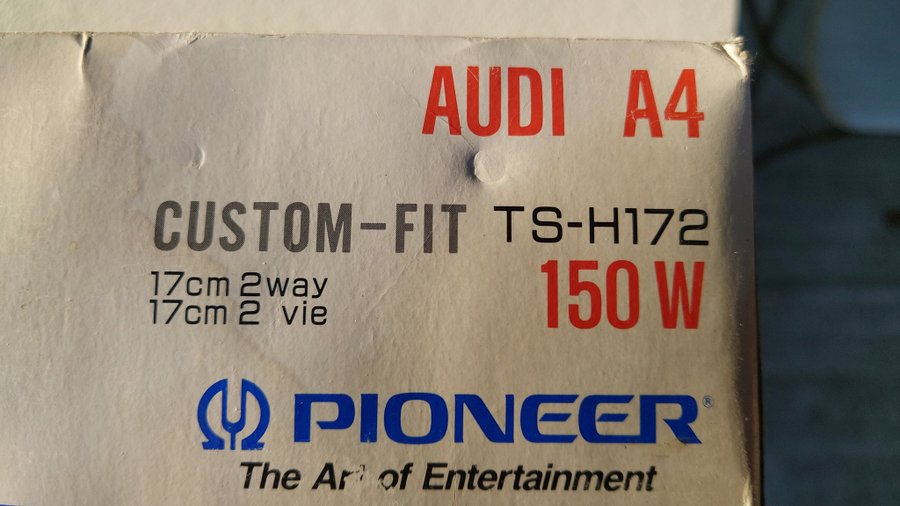 AUDI A4
CUSTOM-FIT TS-H172
17cm 2way
17cm 2 vie
150 W
PIONEER®
The Art of Entertainment